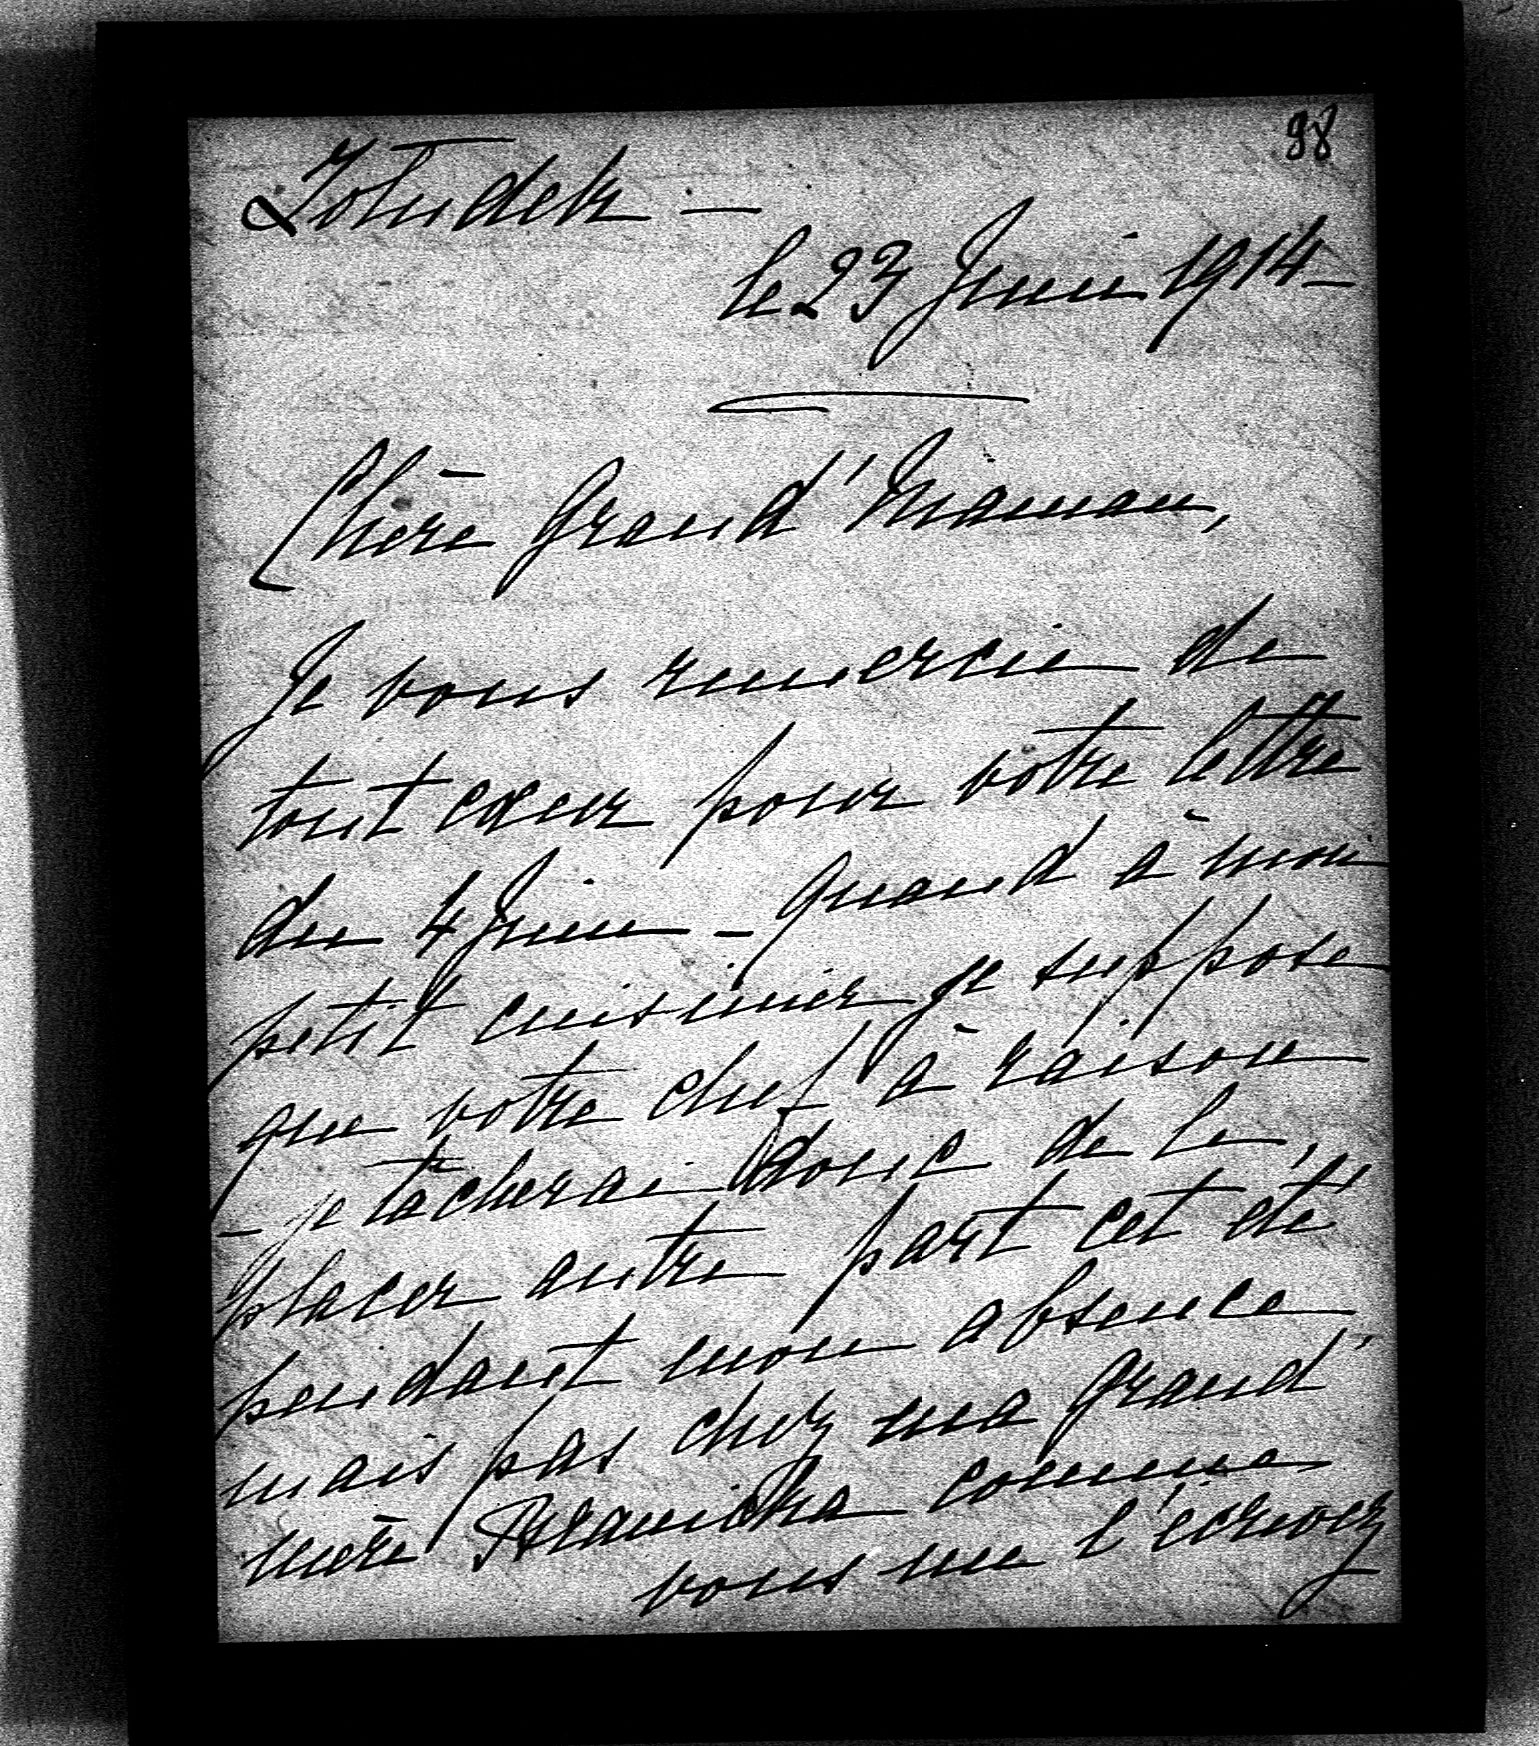 98
Żołudek —
le 23 Juin 1914 —
Chère Grand'Maman,
Je vous remercie de
tout cœur pour votre lettre
du 4 Juin — Quand à mon
petit cuisinier je suppose
que votre chef à raison
— je tâcherai donc de le
placer autre part cet été
pendant mon absence
mais pas chez ma grand'
mère Branicka comme
vous me l'écrivez